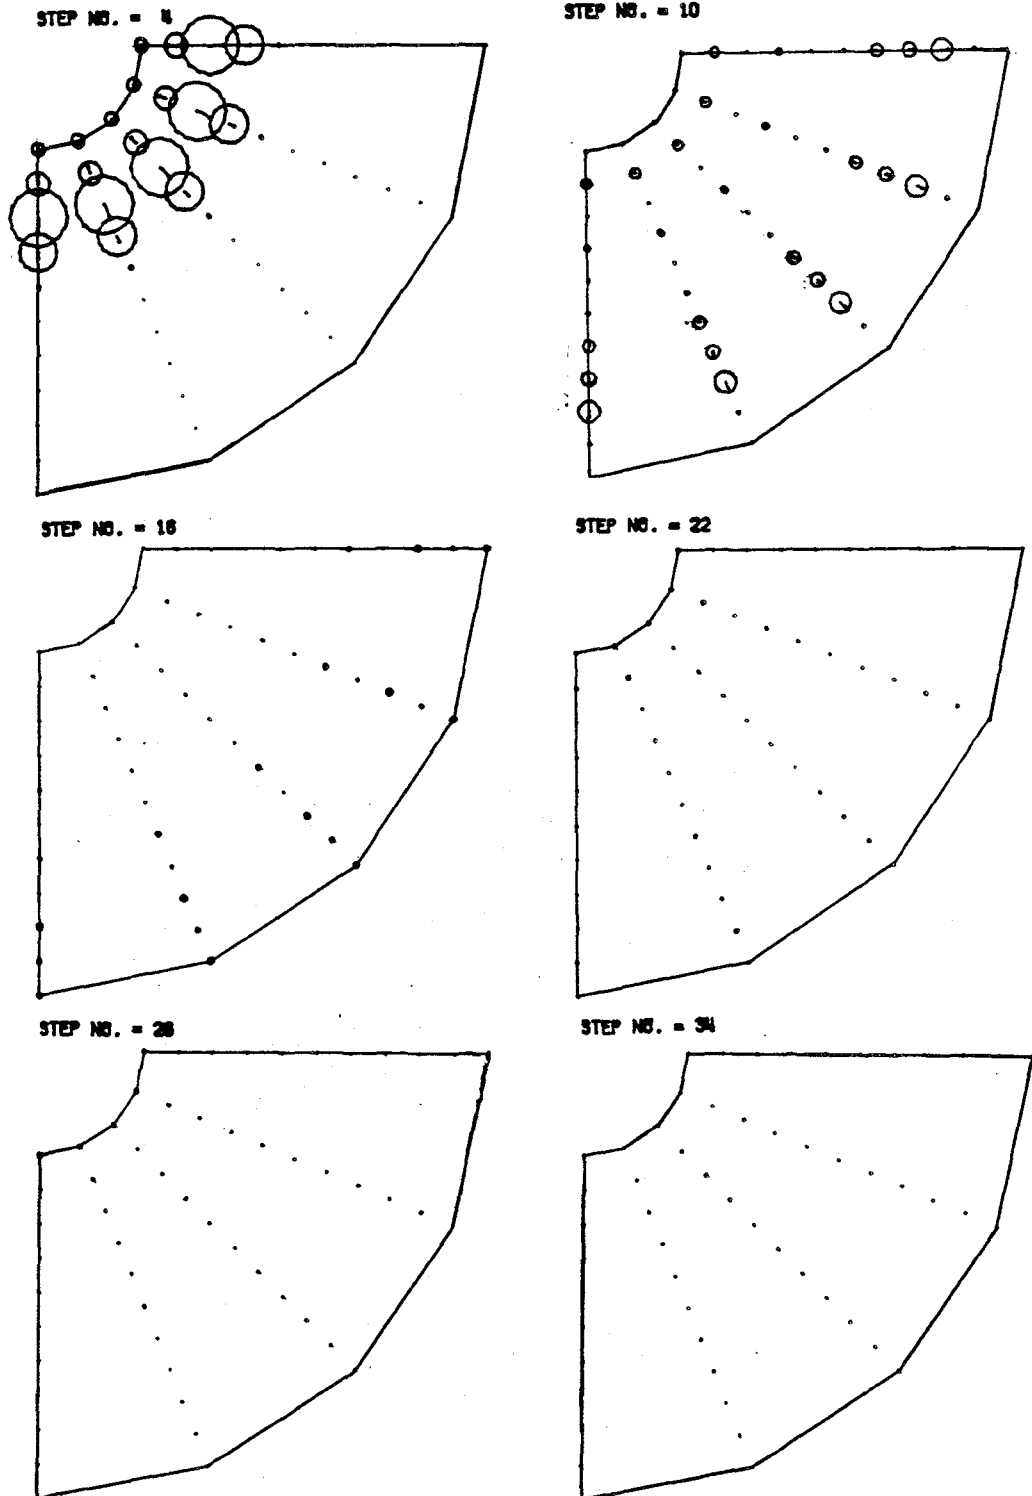 STEP NO. = 4
STEP NO. = 10
STEP NO. = 16
STEP NO. = 22
STEP NO. = 28
STEP NO. = 34